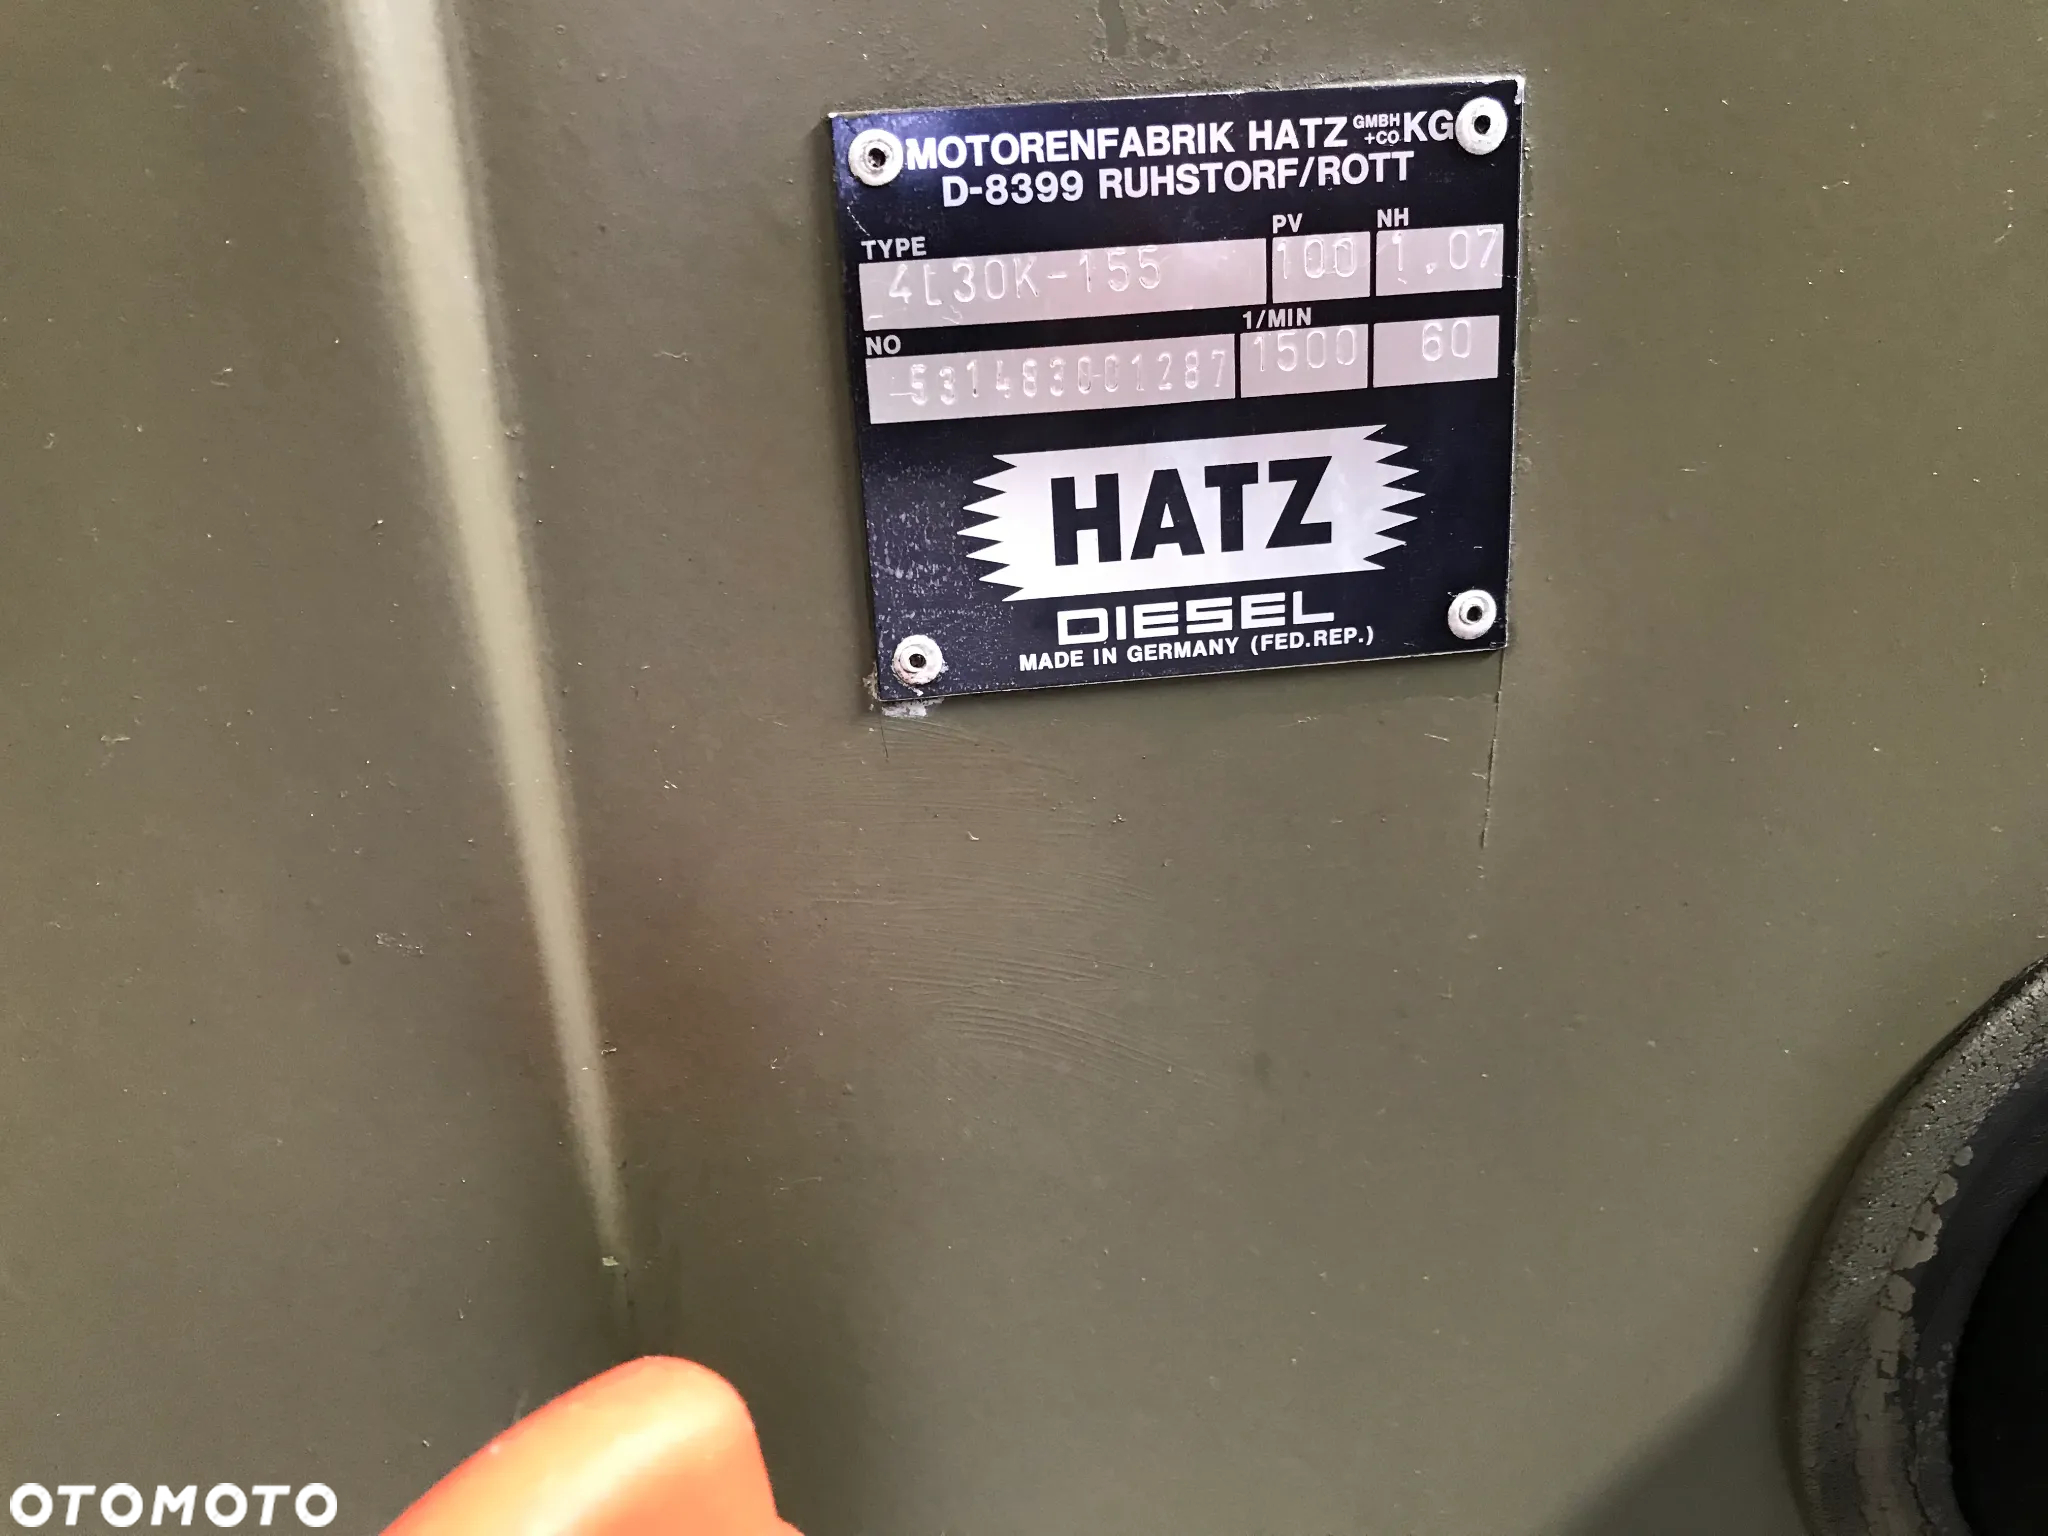 MOTORENFABRIK HATZ GMBH +CO KG
D-8399 RUHSTORF/ROTT
TYPE PV NH
4L30K-155 100 1.07
NO 1/MIN
531483001287 1500 60
HATZ
DIESEL
MADE IN GERMANY (FED.REP.)
OTOMOTO